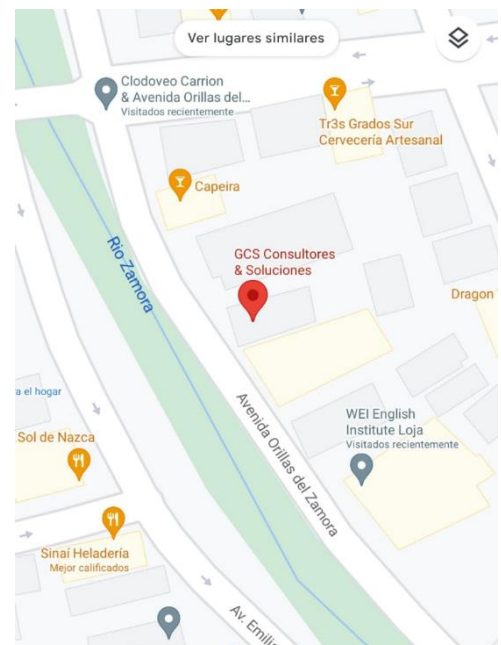 Ver lugares similares
Clodoveo Carrion
& Avenida Orillas del...
Visitados recientemente
Tr3s Grados Sur
Cervecería Artesanal
Capeira
Rio Zamora
GCS Consultores
& Soluciones
Dragon
a el hogar
Avenida Orillas del Zamora
WEI English
Institute Loja
Visitados recientemente
Sol de Nazca
Sinaí Heladería
Mejor calificados
Av. Emilia